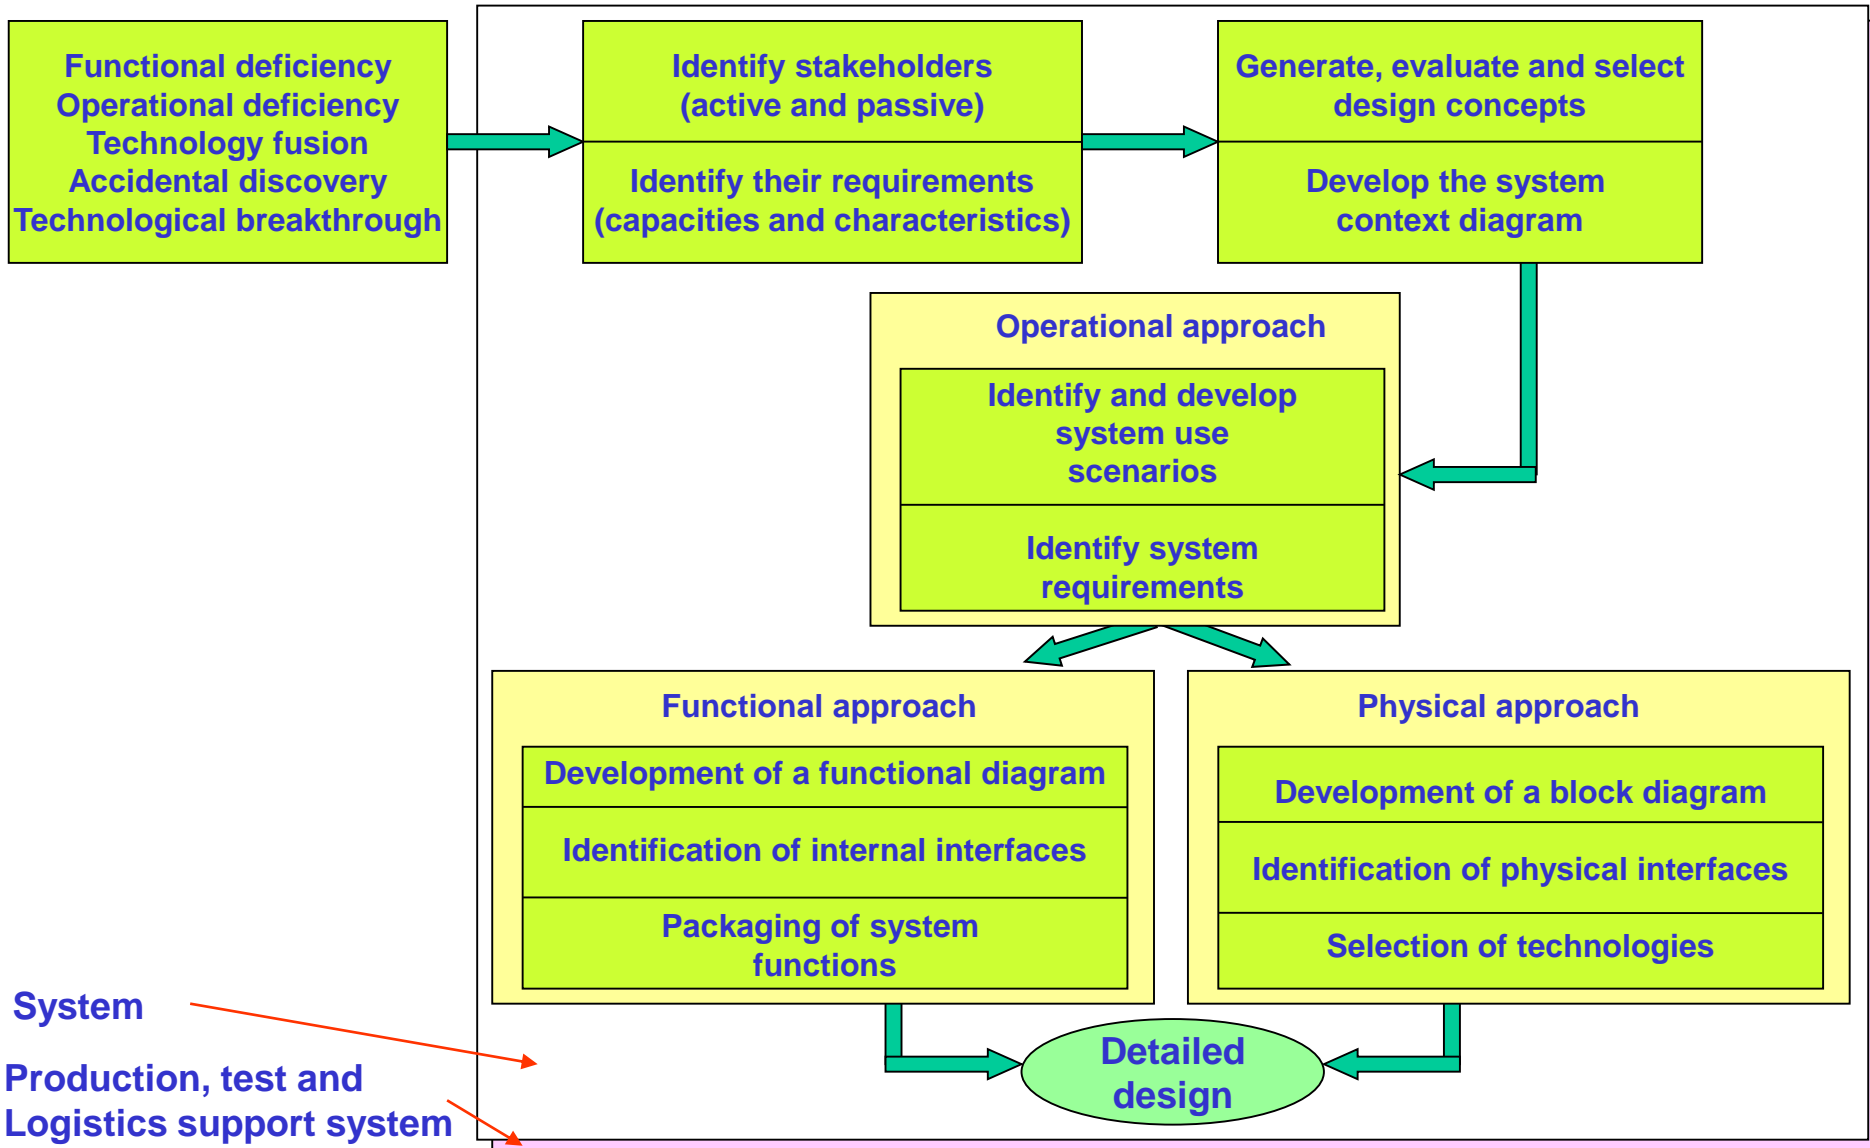 Functional deficiency
Operational deficiency
Technology fusion
Accidental discovery
Technological breakthrough
Identify stakeholders
(active and passive)
Identify their requirements
(capacities and characteristics)
Generate, evaluate and select
design concepts
Develop the system
context diagram
Operational approach
Identify and develop
system use
scenarios
Identify system
requirements
Functional approach
Development of a functional diagram
Identification of internal interfaces
Packaging of system
functions
Physical approach
Development of a block diagram
Identification of physical interfaces
Selection of technologies
Detailed
design
System
Production, test and
Logistics support system